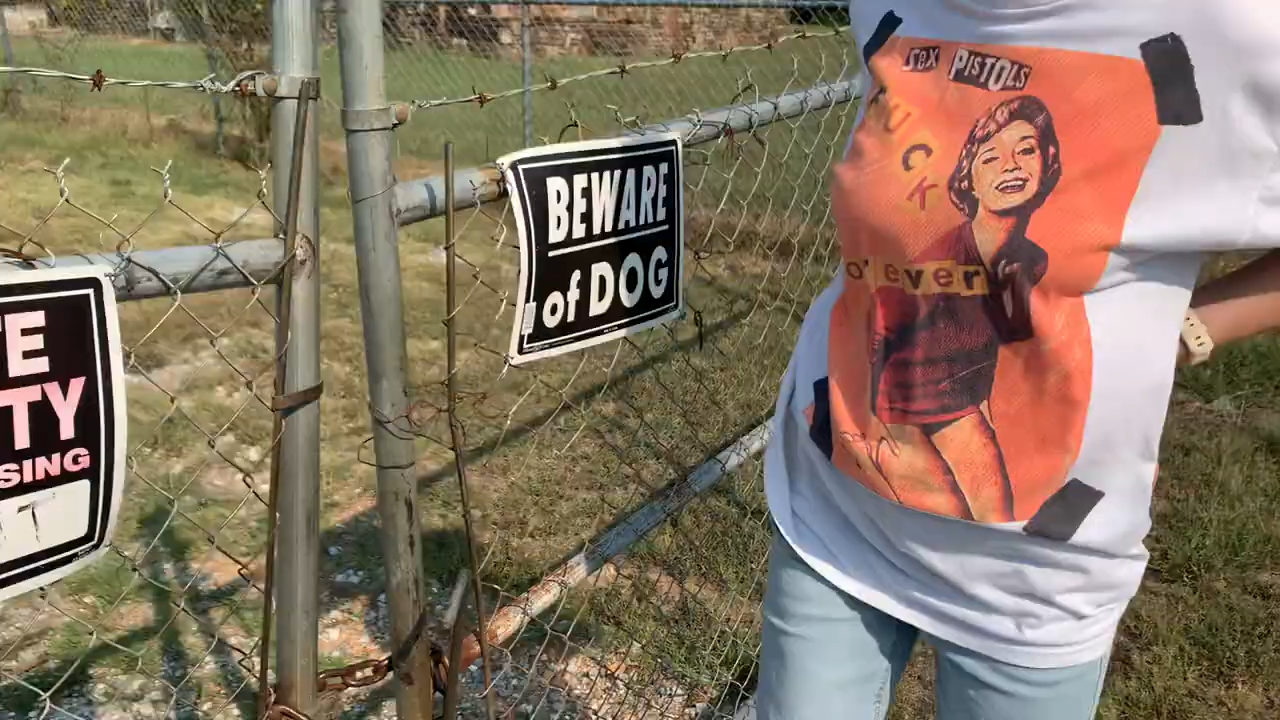 TE
TY
SING
BEWARE
of DOG
SEX PISTOLS
UCK
o' ever